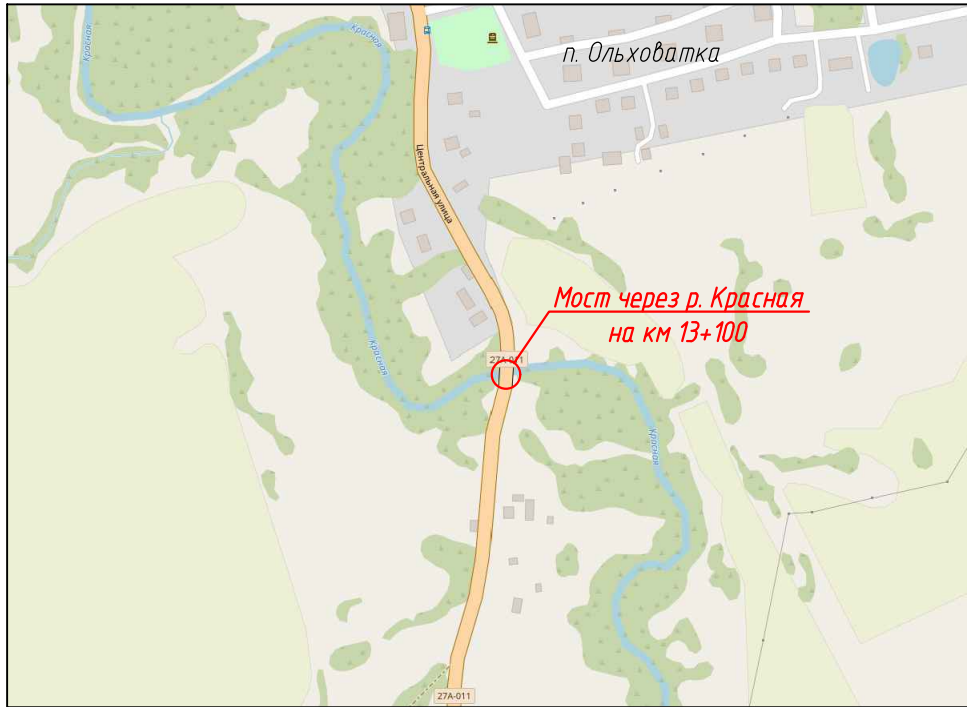 Красная
Красная
п. Ольховатка
Центральная улица
Мост через р. Красная
на км 13+100
27А-011
Красная
Красная
27А-011